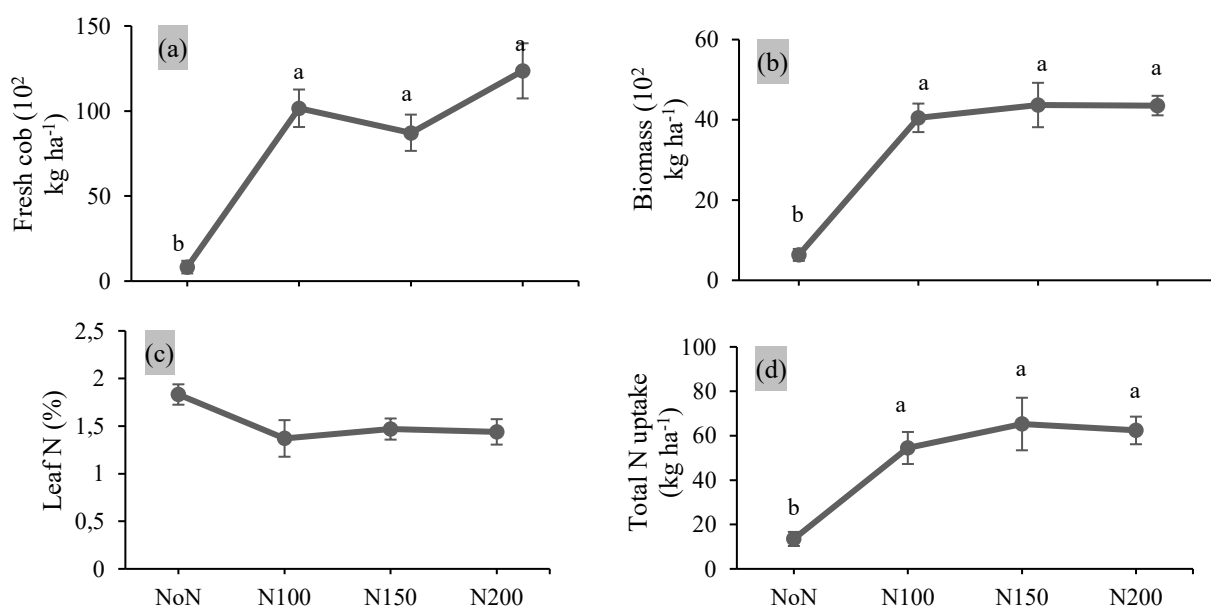 (a)
Fresh cob (10²
kg ha⁻¹)
150
100
50
0
b
a
a
a
(b)
Biomass (10²
kg ha⁻¹)
60
40
20
0
b
a
a
a
(c)
Leaf N (%)
2,5
2
1,5
1
0,5
0
NoN N100 N150 N200
(d)
Total N uptake
(kg ha⁻¹)
100
80
60
40
20
0
b
a
a
a
NoN N100 N150 N200